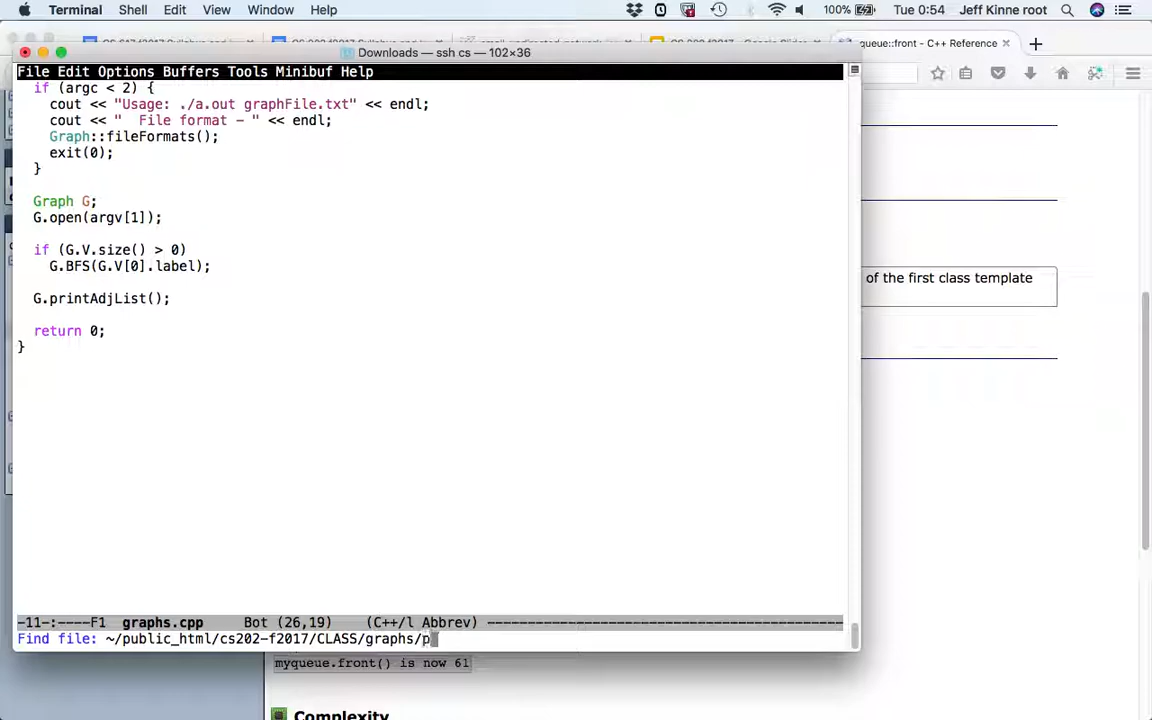 Terminal Shell Edit View Window Help 100% Tue 0:54 Jeff Kinne root
queue::front - C++ Reference
Downloads — ssh cs — 102×36
File Edit Options Buffers Tools Minibuf Help
if (argc < 2) {
cout << "Usage: ./a.out graphFile.txt" << endl;
cout << "  File format - " << endl;
Graph::fileFormats();
exit(0);
}
Graph G;
G.open(argv[1]);
if (G.V.size() > 0)
G.BFS(G.V[0].label);
G.printAdjList();
return 0;
}
of the first class template
-11-:----F1  graphs.cpp     Bot (26,19)    (C++/l Abbrev) ---------------------------------------------
Find file: ~/public_html/cs202-f2017/CLASS/graphs/p
myqueue.front() is now 61
Complexity